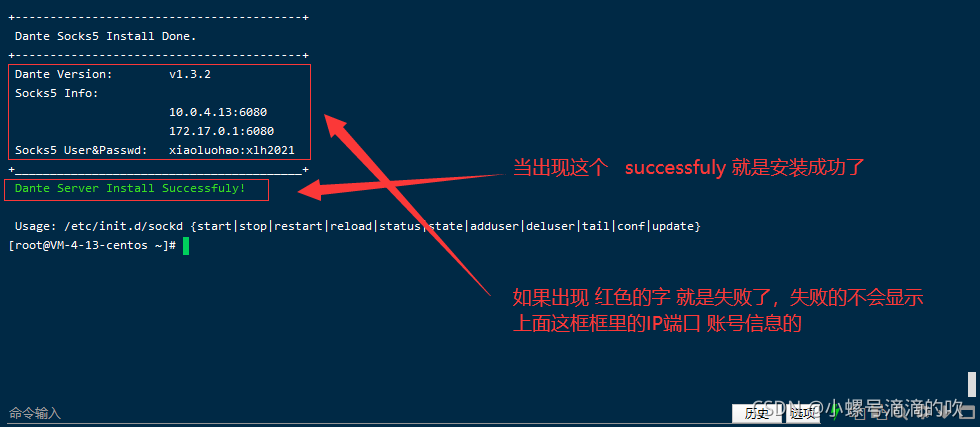 +-----------------------------------------+
Dante Socks5 Install Done.
+-----------------------------------------+
Dante Version: v1.3.2
Socks5 Info:
10.0.4.13:6080
172.17.0.1:6080
Socks5 User&Passwd: xiaoluohao:xlh2021
+_________________________________________+
Dante Server Install Successfuly!
当出现这个 successfuly 就是安装成功了
Usage: /etc/init.d/sockd {start|stop|restart|reload|status|state|adduser|deluser|tail|conf|update}
[root@VM-4-13-centos ~]#
如果出现 红色的字 就是失败了，失败的不会显示
上面这框框里的IP端口 账号信息的
命令输入
历史 选项
CSDN @小螺号滴滴的吹